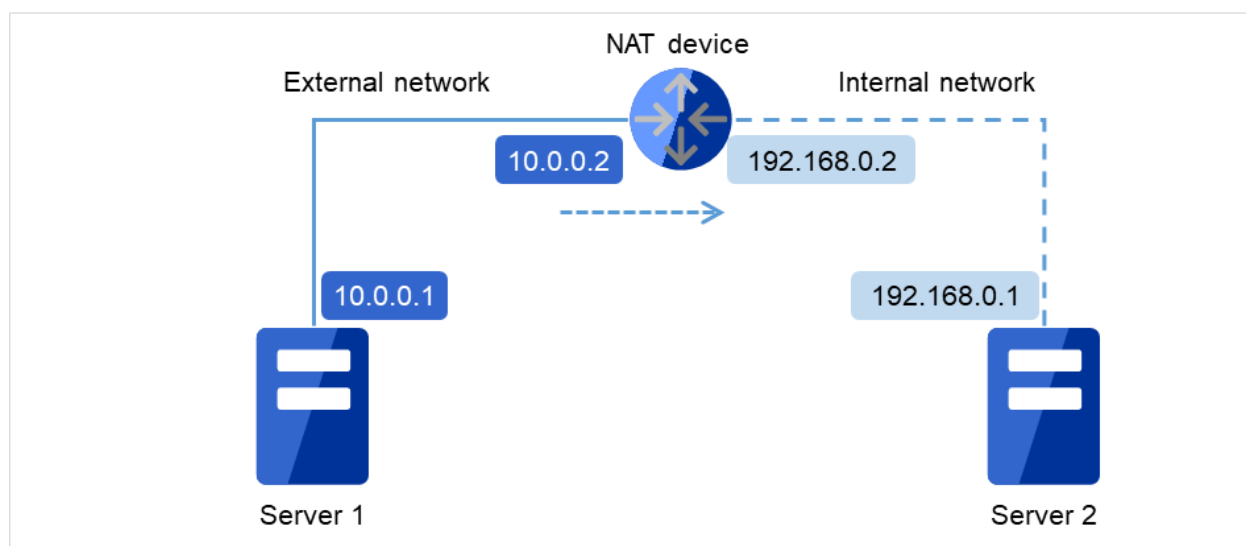 NAT device
External network
Internal network
10.0.0.2
192.168.0.2
10.0.0.1
192.168.0.1
Server 1
Server 2